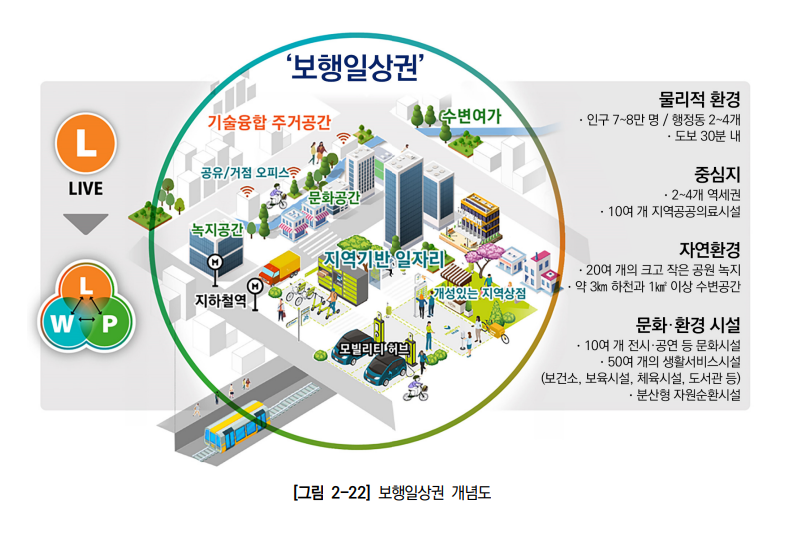 '보행일상권'
L
LIVE
L
W
P
기술융합 주거공간
수변여가
공유/거점 오피스
문화공간
녹지공간
M
지하철역
M
지역기반 일자리
개성있는 지역상점
모빌리티 허브
물리적 환경
· 인구 7~8만 명 / 행정동 2~4개
· 도보 30분 내
중심지
· 2~4개 역세권
· 10여 개 지역공공의료시설
자연환경
· 20여 개의 크고 작은 공원 녹지
· 약 3㎞ 하천과 1㎢ 이상 수변공간
문화·환경 시설
· 10여 개 전시·공연 등 문화시설
· 50여 개의 생활서비스시설
(보건소, 보육시설, 체육시설, 도서관 등)
· 분산형 자원순환시설
[그림 2-22] 보행일상권 개념도